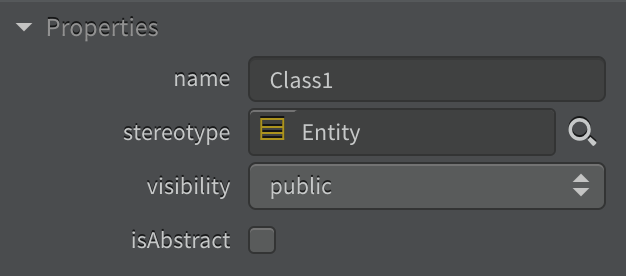 Properties
name Class1
stereotype Entity
visibility public
isAbstract